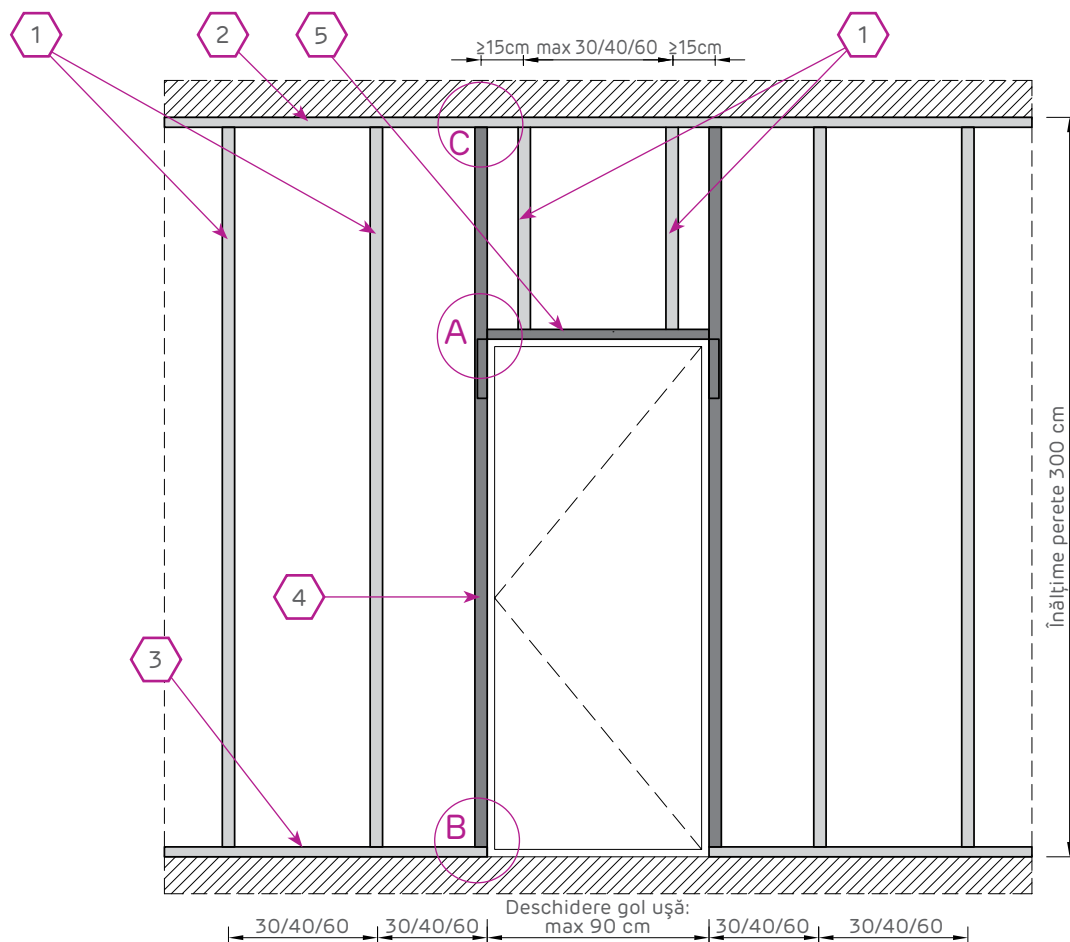 1
2
5
≥15cm max 30/40/60 ≥15cm
1
C
A
4
3
B
Înălțime perete 300 cm
Deschidere gol ușă:
30/40/60 30/40/60 max 90 cm 30/40/60 30/40/60